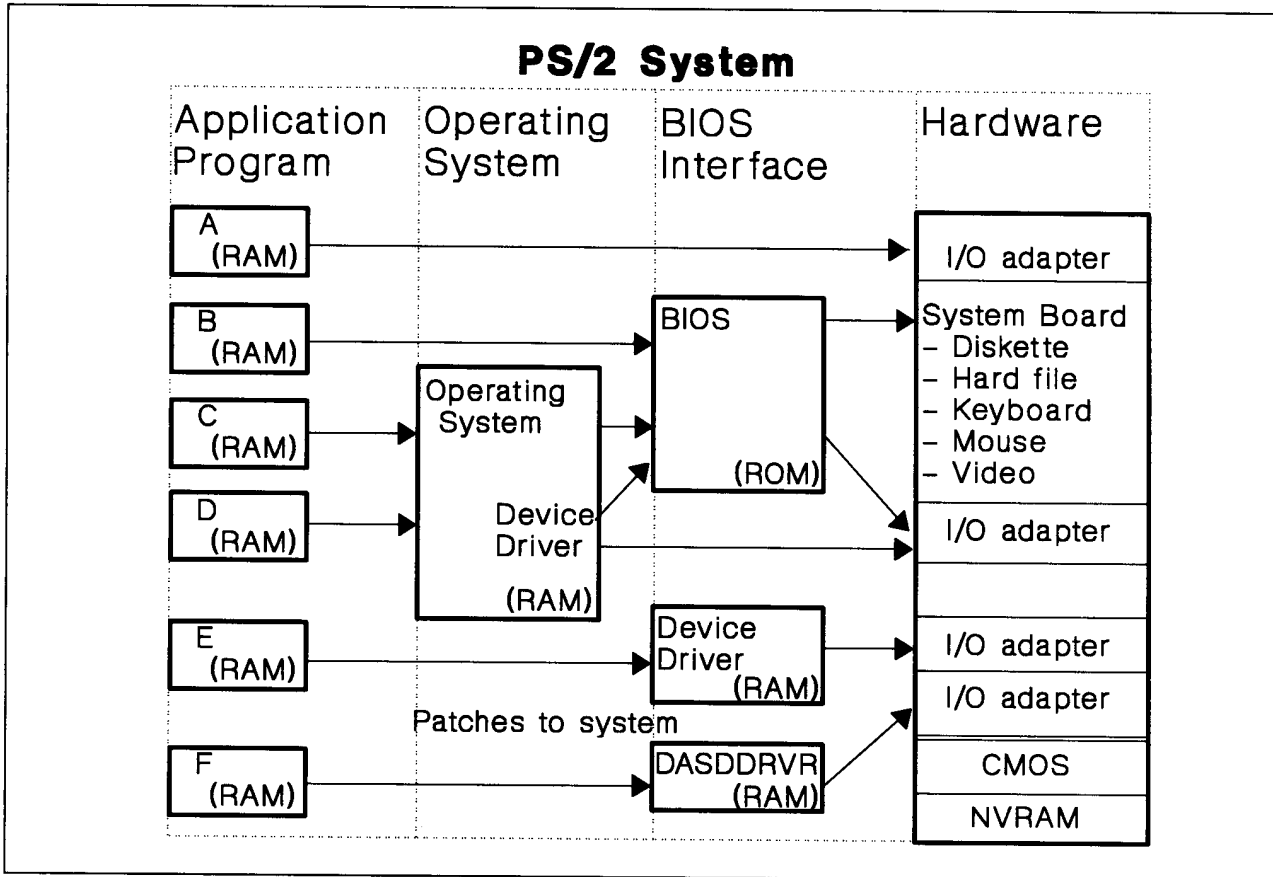 PS/2 System
Application
Program
Operating
System
BIOS
Interface
Hardware
A
(RAM)
B
(RAM)
C
(RAM)
D
(RAM)
E
(RAM)
F
(RAM)
Operating
System
Device
Driver
(RAM)
Patches to system
BIOS
(ROM)
Device
Driver
(RAM)
DASDDRVR
(RAM)
I/O adapter
System Board
- Diskette
- Hard file
- Keyboard
- Mouse
- Video
I/O adapter
I/O adapter
I/O adapter
CMOS
NVRAM